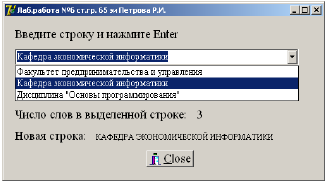 Лаб.работа №6 ст.гр. 65 эи Петрова Р.И.
Введите строку и нажмите Enter
Кафедра экономической информатики
Факультет предпринимательства и управления
Кафедра экономической информатики
Дисциплина "Основы программирования"
Число слов в выделенной строке: 3
Новая строка: КАФЕДРА ЭКОНОМИЧЕСКОЙ ИНФОРМАТИКИ
Close